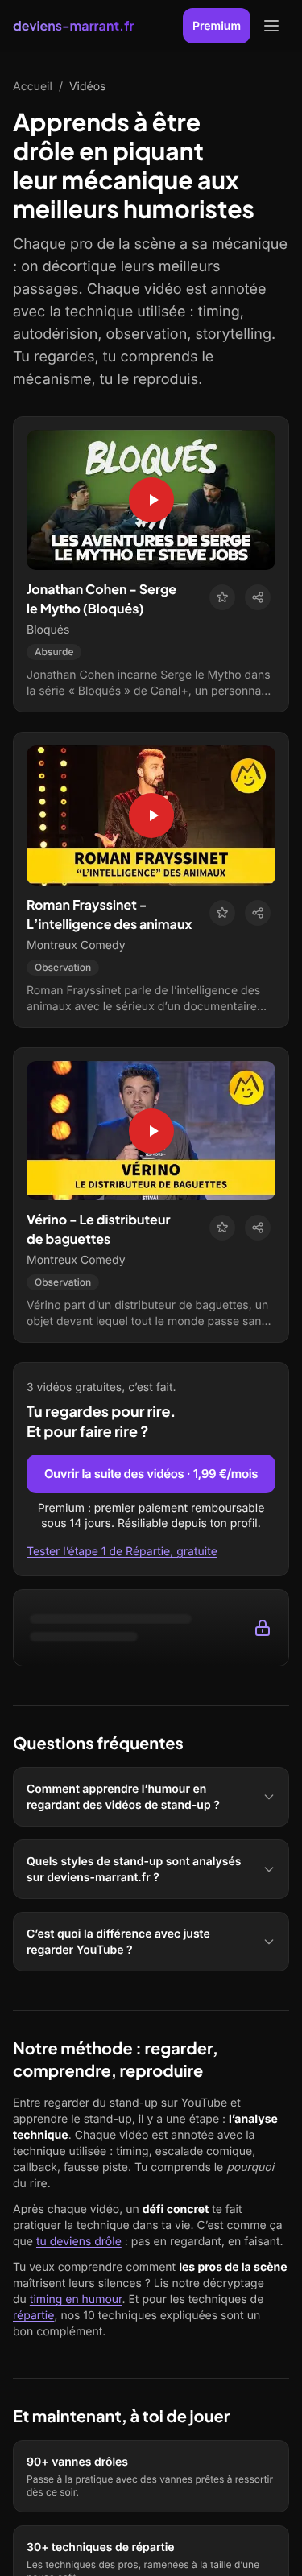 deviens-marrant.fr
Premium
Accueil / Vidéos
Apprends à être
drôle en piquant
leur mécanique aux
meilleurs humoristes
Chaque pro de la scène a sa mécanique
: on décortique leurs meilleurs
passages. Chaque vidéo est annotée
avec la technique utilisée : timing,
autodérision, observation, storytelling.
Tu regardes, tu comprends le
mécanisme, tu le reproduis.
BLOQUÉS
#71
LES AVENTURES DE SERGE
LE MYTHO ET STEVE JOBS
Jonathan Cohen - Serge
le Mytho (Bloqués)
Bloqués
Absurde
Jonathan Cohen incarne Serge le Mytho dans
la série « Bloqués » de Canal+, un personna...
ROMAN FRAYSSINET
“L’INTELLIGENCE” DES ANIMAUX
Roman Frayssinet -
L’intelligence des animaux
Montreux Comedy
Observation
Roman Frayssinet parle de l’intelligence des
animaux avec le sérieux d’un documentaire...
VÉRINO
LE DISTRIBUTEUR DE BAGUETTES
Vérino - Le distributeur
de baguettes
Montreux Comedy
Observation
Vérino part d’un distributeur de baguettes, un
objet devant lequel tout le monde passe san...
3 vidéos gratuites, c’est fait.
Tu regardes pour rire.
Et pour faire rire ?
Ouvrir la suite des vidéos · 1,99 €/mois
Premium : premier paiement remboursable
sous 14 jours. Résiliable depuis ton profil.
Tester l’étape 1 de Répartie, gratuite
Questions fréquentes
Comment apprendre l’humour en
regardant des vidéos de stand-up ?
Quels styles de stand-up sont analysés
sur deviens-marrant.fr ?
C’est quoi la différence avec juste
regarder YouTube ?
Notre méthode : regarder,
comprendre, reproduire
Entre regarder du stand-up sur YouTube et
apprendre le stand-up, il y a une étape : l’analyse
technique. Chaque vidéo est annotée avec la
technique utilisée : timing, escalade comique,
callback, fausse piste. Tu comprends le pourquoi
du rire.
Après chaque vidéo, un défi concret te fait
pratiquer la technique dans ta vie. C’est comme ça
que tu deviens drôle : pas en regardant, en faisant.
Tu veux comprendre comment les pros de la scène
maîtrisent leurs silences ? Lis notre décryptage
du timing en humour. Et pour les techniques de
répartie, nos 10 techniques expliquées sont un
bon complément.
Et maintenant, à toi de jouer
90+ vannes drôles
Passe à la pratique avec des vannes prêtes à ressortir
dès ce soir.
30+ techniques de répartie
Les techniques des pros, ramenées à la taille d’une